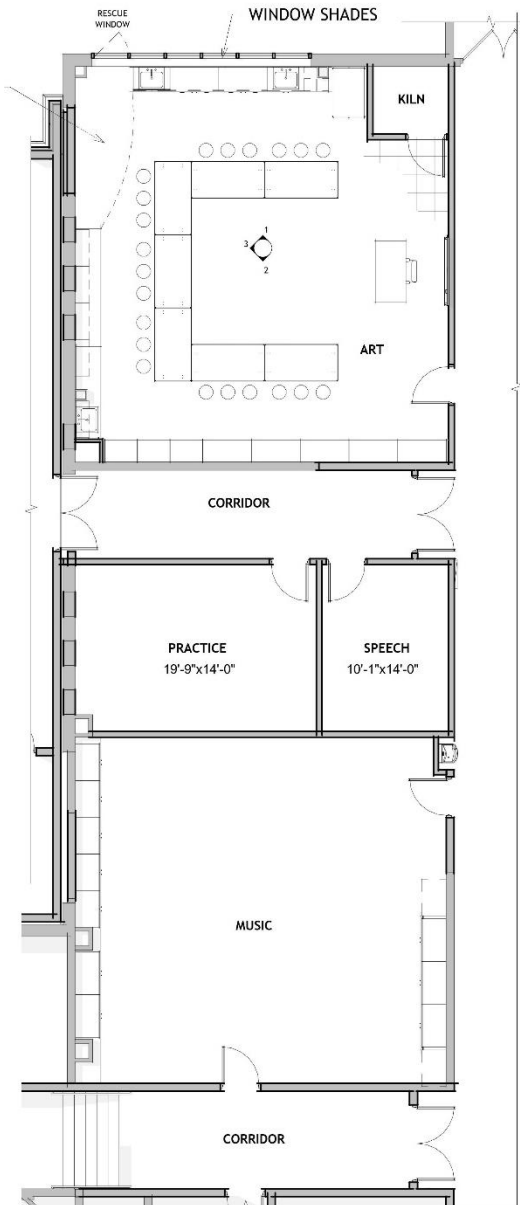 RESCUE
WINDOW
WINDOW SHADES
KILN
1
3
2
ART
CORRIDOR
PRACTICE
19'-9"x14'-0"
SPEECH
10'-1"x14'-0"
MUSIC
CORRIDOR